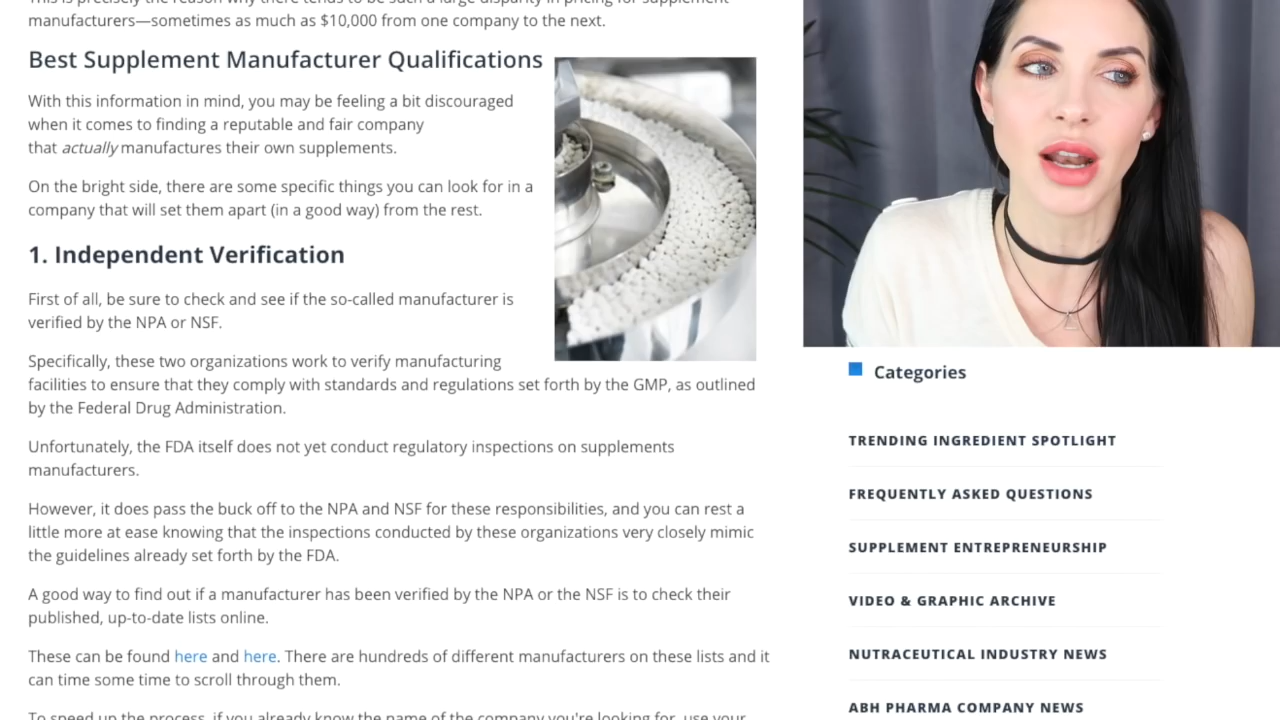 This is precisely the reason why there tends to be such a large disparity in pricing for supplement
manufacturers—sometimes as much as $10,000 from one company to the next.
Best Supplement Manufacturer Qualifications
With this information in mind, you may be feeling a bit discouraged
when it comes to finding a reputable and fair company
that actually manufactures their own supplements.
On the bright side, there are some specific things you can look for in a
company that will set them apart (in a good way) from the rest.
1. Independent Verification
First of all, be sure to check and see if the so-called manufacturer is
verified by the NPA or NSF.
Specifically, these two organizations work to verify manufacturing
facilities to ensure that they comply with standards and regulations set forth by the GMP, as outlined
by the Federal Drug Administration.
Unfortunately, the FDA itself does not yet conduct regulatory inspections on supplements
manufacturers.
However, it does pass the buck off to the NPA and NSF for these responsibilities, and you can rest a
little more at ease knowing that the inspections conducted by these organizations very closely mimic
the guidelines already set forth by the FDA.
A good way to find out if a manufacturer has been verified by the NPA or the NSF is to check their
published, up-to-date lists online.
These can be found here and here. There are hundreds of different manufacturers on these lists and it
can time some time to scroll through them.
To speed up the process, if you already know the name of the company you're looking for, use your
Categories
TRENDING INGREDIENT SPOTLIGHT
FREQUENTLY ASKED QUESTIONS
SUPPLEMENT ENTREPRENEURSHIP
VIDEO & GRAPHIC ARCHIVE
NUTRACEUTICAL INDUSTRY NEWS
ABH PHARMA COMPANY NEWS